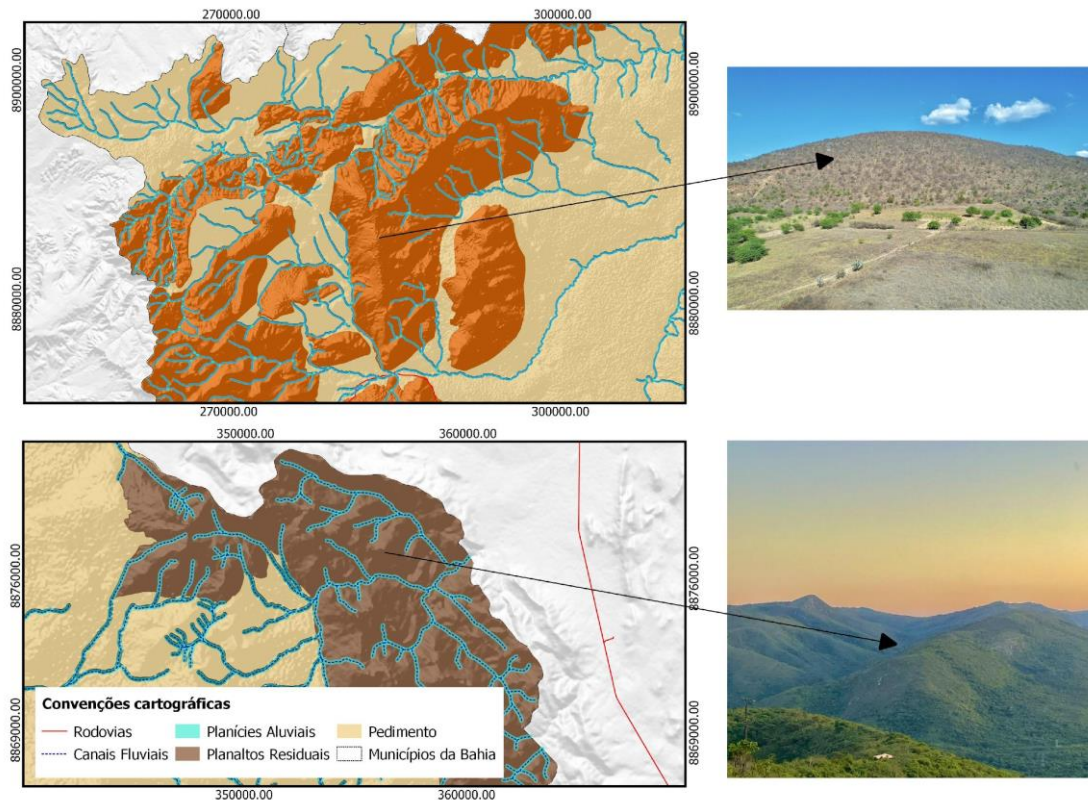 270000.00 300000.00
8900000.00 8900000.00
8880000.00 8880000.00
270000.00 300000.00
350000.00 360000.00
8876000.00 8876000.00
8869000.00 8869000.00
Convenções cartográficas
Rodovias Planícies Aluviais Pedimento
Canais Fluviais Planaltos Residuais Municípios da Bahia
350000.00 360000.00